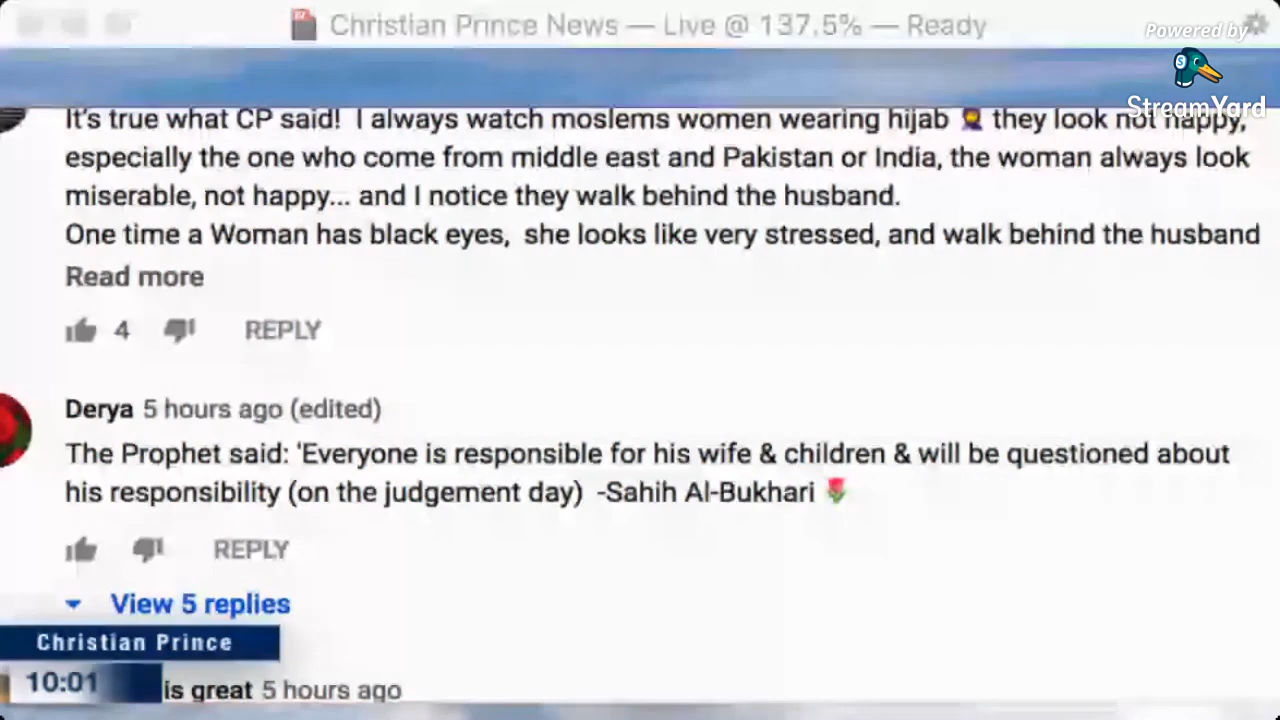 Christian Prince News — Live @ 137.5% — Ready
Powered by
StreamYard
It's true what CP said! I always watch moslems women wearing hijab 🧕 they look not happy,
especially the one who come from middle east and Pakistan or India, the woman always look
miserable, not happy... and I notice they walk behind the husband.
One time a Woman has black eyes, she looks like very stressed, and walk behind the husband
Read more
4 REPLY
Derya 5 hours ago (edited)
The Prophet said: 'Everyone is responsible for his wife & children & will be questioned about
his responsibility (on the judgement day) -Sahih Al-Bukhari 🌹
REPLY
View 5 replies
Christian Prince
10:01
is great 5 hours ago